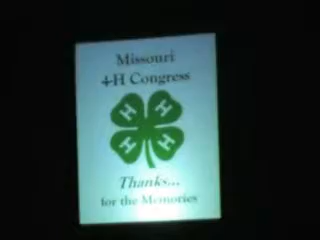 Missouri
4-H Congress
H H
H H
Thanks...
for the Memories